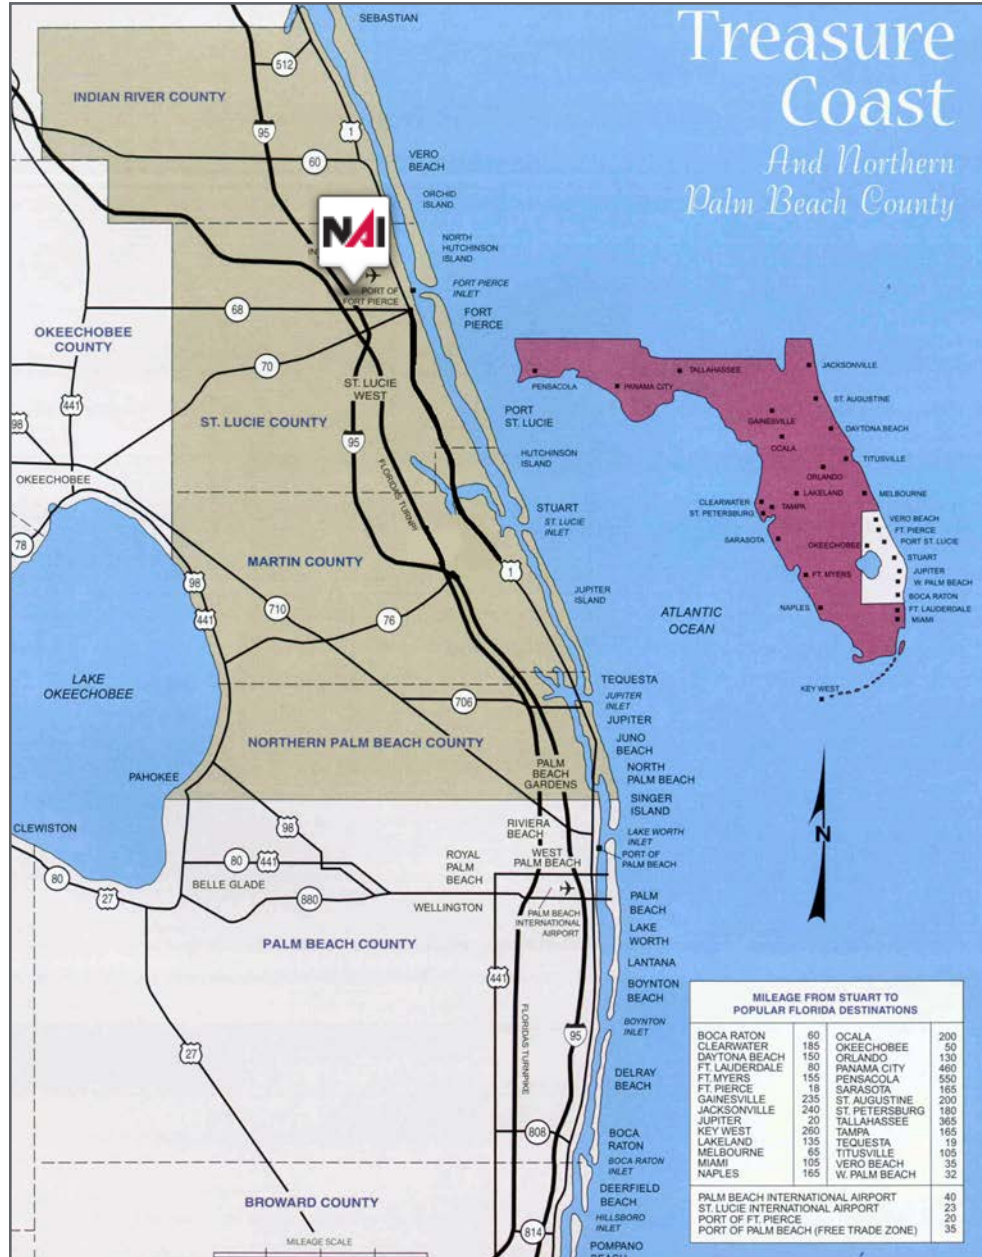 Treasure
Coast
And Northern
Palm Beach County
SEBASTIAN
512
INDIAN RIVER COUNTY
95
1
60
VERO
BEACH
ORCHID
ISLAND
NAI
IN
NORTH
HUTCHINSON
ISLAND
PORT OF
FORT PIERCE
FORT PIERCE
INLET
68
FORT
PIERCE
OKEECHOBEE
COUNTY
70
ST. LUCIE
WEST
441
98
ST. LUCIE COUNTY
95
PORT
ST. LUCIE
HUTCHINSON
ISLAND
FLORIDAS TURNPI
OKEECHOBEE
STUART
ST. LUCIE
INLET
78
MARTIN COUNTY
98
441
710
76
1
JUPITER
ISLAND
ATLANTIC
OCEAN
LAKE
OKEECHOBEE
TEQUESTA
JUPITER
INLET
706
JUPITER
NORTHERN PALM BEACH COUNTY
JUNO
BEACH
PALM
BEACH
GARDENS
NORTH
PALM BEACH
PAHOKEE
SINGER
ISLAND
CLEWISTON
98
RIVIERA
BEACH
LAKE WORTH
INLET
80
441
ROYAL
PALM
BEACH
WEST
PALM BEACH
PORT OF
PALM BEACH
80
27
BELLE GLADE
880
WELLINGTON
PALM BEACH
INTERNATIONAL
AIRPORT
PALM
BEACH
LAKE
WORTH
PALM BEACH COUNTY
LANTANA
441
BOYNTON
BEACH
FLORIDAS TURNPIKE
95
BOYNTON
INLET
27
DELRAY
BEACH
808
BOCA
RATON
BOCA RATON
INLET
BROWARD COUNTY
DEERFIELD
BEACH
HILLSBORO
INLET
814
MILEAGE SCALE
POMPANO
BEACH
PENSACOLA
PANAMA CITY
TALLAHASSEE
JACKSONVILLE
ST. AUGUSTINE
GAINESVILLE
DAYTONA BEACH
OCALA
TITUSVILLE
ORLANDO
LAKELAND
MELBOURNE
CLEARWATER
TAMPA
ST. PETERSBURG
VERO BEACH
FT. PIERCE
SARASOTA
PORT ST. LUCIE
OKEECHOBEE
STUART
FT. MYERS
JUPITER
W. PALM BEACH
BOCA RATON
NAPLES
FT. LAUDERDALE
MIAMI
KEY WEST
N
MILEAGE FROM STUART TO
POPULAR FLORIDA DESTINATIONS
BOCA RATON 60 OCALA 200
CLEARWATER 185 OKEECHOBEE 50
DAYTONA BEACH 150 ORLANDO 130
FT. LAUDERDALE 80 PANAMA CITY 460
FT. MYERS 155 PENSACOLA 550
FT. PIERCE 18 SARASOTA 165
GAINESVILLE 235 ST. AUGUSTINE 200
JACKSONVILLE 240 ST. PETERSBURG 180
JUPITER 20 TALLAHASSEE 365
KEY WEST 260 TAMPA 165
LAKELAND 135 TEQUESTA 19
MELBOURNE 65 TITUSVILLE 105
MIAMI 105 VERO BEACH 35
NAPLES 165 W. PALM BEACH 32
PALM BEACH INTERNATIONAL AIRPORT 40
ST. LUCIE INTERNATIONAL AIRPORT 23
PORT OF FT. PIERCE 20
PORT OF PALM BEACH (FREE TRADE ZONE) 35